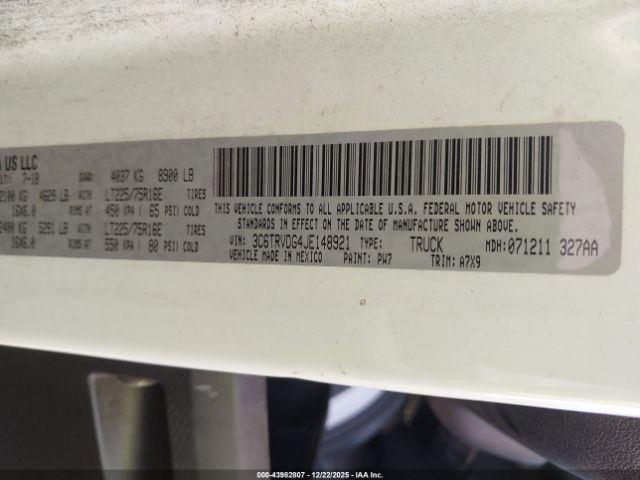 US LLC
7-18 GVWR: 4037 KG 8900 LB
2100 KG 4629 LB WITH LT225/75R16E TIRES
16X6.0 RIMS AT 450 KPA ( 65 PSI) COLD
2400 KG 5291 LB WITH LT225/75R16E TIRES
16X6.0 RIMS AT 550 KPA ( 80 PSI) COLD
THIS VEHICLE CONFORMS TO ALL APPLICABLE U.S.A. FEDERAL MOTOR VEHICLE SAFETY
STANDARDS IN EFFECT ON THE DATE OF MANUFACTURE SHOWN ABOVE.
VIN: 3C6TRVDG4JE148921 TYPE: TRUCK MDH: 071211 327AA
VEHICLE MADE IN MEXICO PAINT: PW7 TRIM: A7X9
000-43982807 - 12/22/2025 - IAA Inc.